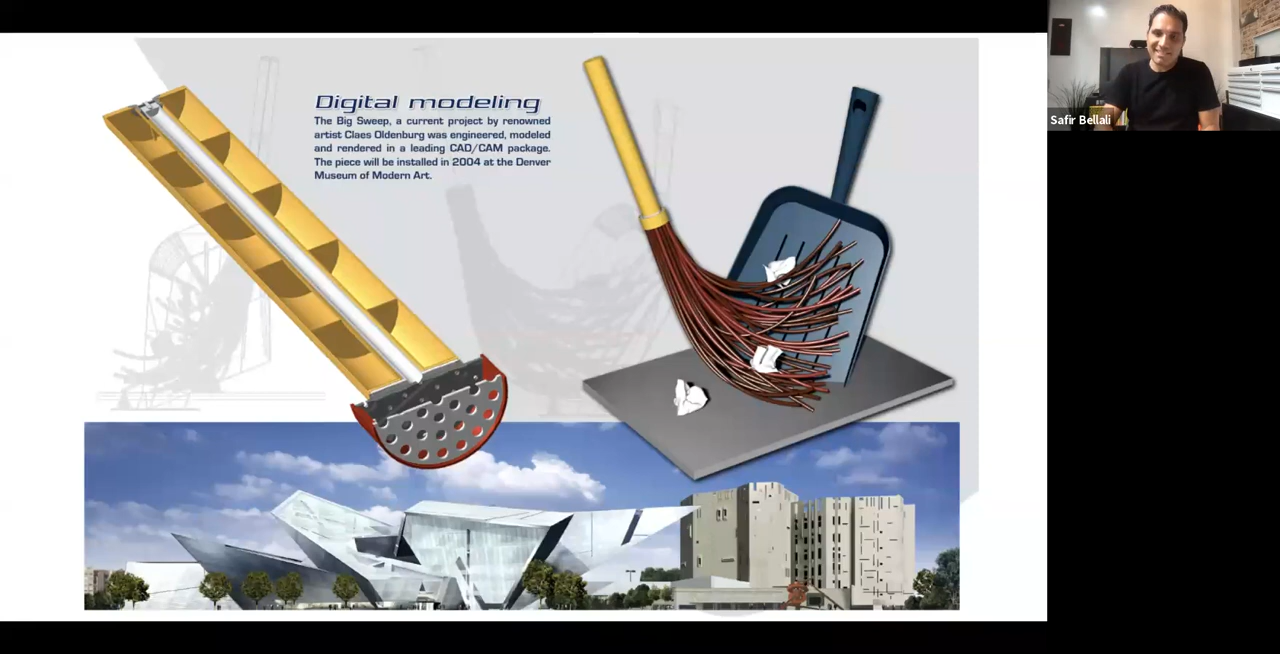 Digital modeling
The Big Sweep, a current project by renowned
artist Claes Oldenburg was engineered, modeled
and rendered in a leading CAD/CAM package.
The piece will be installed in 2004 at the Denver
Museum of Modern Art.
Safir Bellali